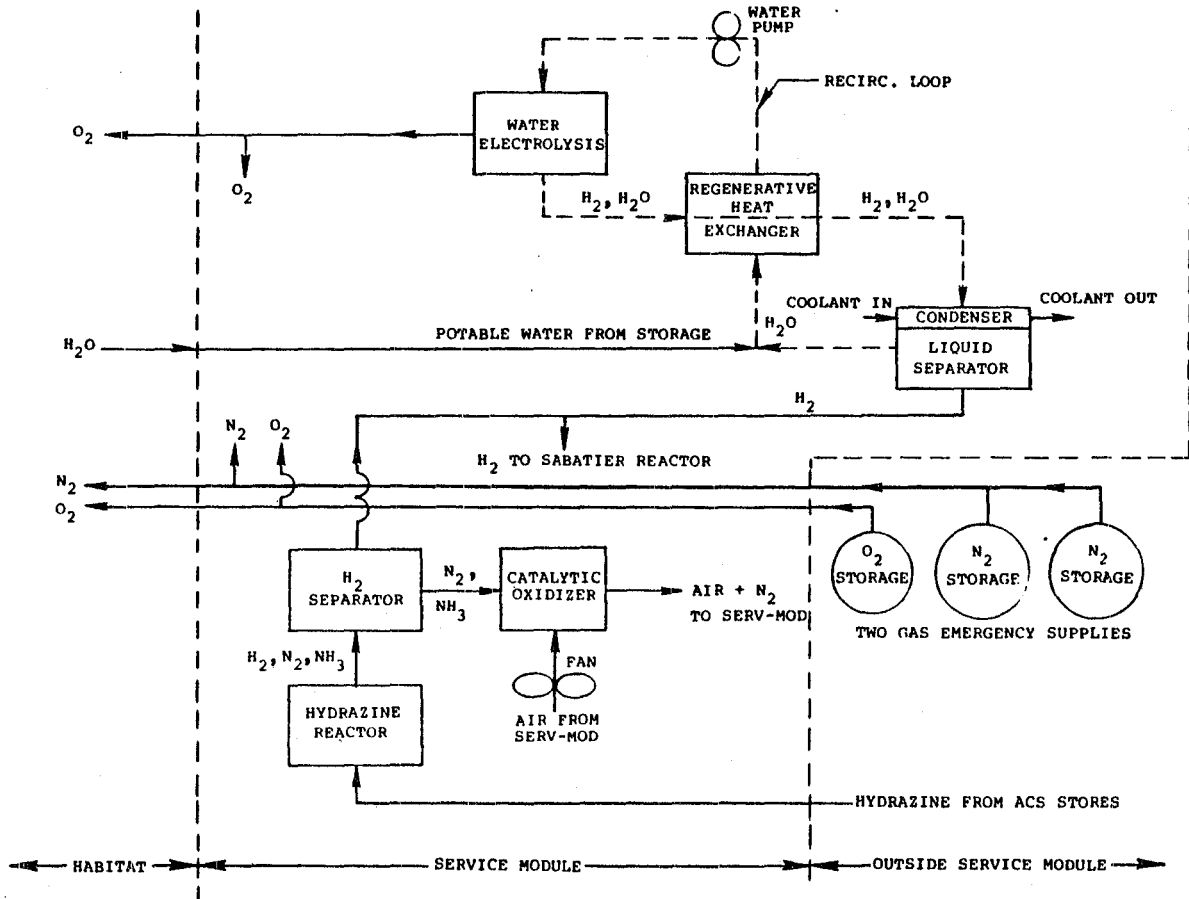 WATER
PUMP
RECIRC. LOOP
WATER
ELECTROLYSIS
O2
O2
H2, H2O
REGENERATIVE
HEAT
EXCHANGER
H2, H2O
COOLANT IN
COOLANT OUT
CONDENSER
H2O
POTABLE WATER FROM STORAGE
H2O
LIQUID
SEPARATOR
H2
N2
O2
H2 TO SABATIER REACTOR
N2
O2
O2
STORAGE
N2
STORAGE
N2
STORAGE
H2
SEPARATOR
N2,
NH3
CATALYTIC
OXIDIZER
AIR + N2
TO SERV-MOD
TWO GAS EMERGENCY SUPPLIES
H2, N2, NH3
FAN
HYDRAZINE
REACTOR
AIR FROM
SERV-MOD
HYDRAZINE FROM ACS STORES
HABITAT
SERVICE MODULE
OUTSIDE SERVICE MODULE